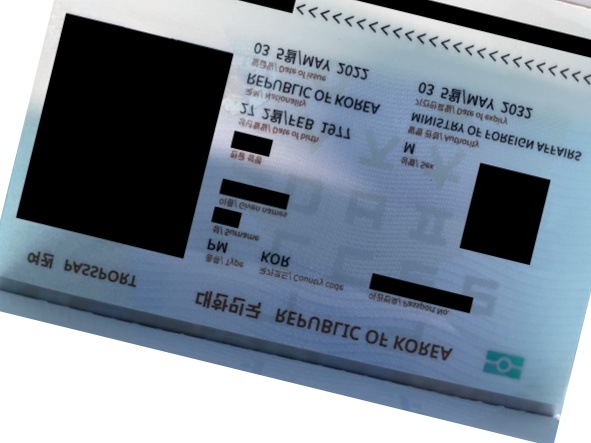 여권 PASSPORT
대한민국 REPUBLIC OF KOREA
종류/ Type
PM
국가코드/ Country code
KOR
여권번호/ Passport No.
성/ Surname
이름/ Given names
한글성명
생년월일/ Date of birth
27 2월/FEB 1977
성별/ Sex
M
국적/ Nationality
REPUBLIC OF KOREA
발행관청/ Authority
MINISTRY OF FOREIGN AFFAIRS
발급일/ Date of issue
03 5월/MAY 2022
기간만료일/ Date of expiry
03 5월/MAY 2032